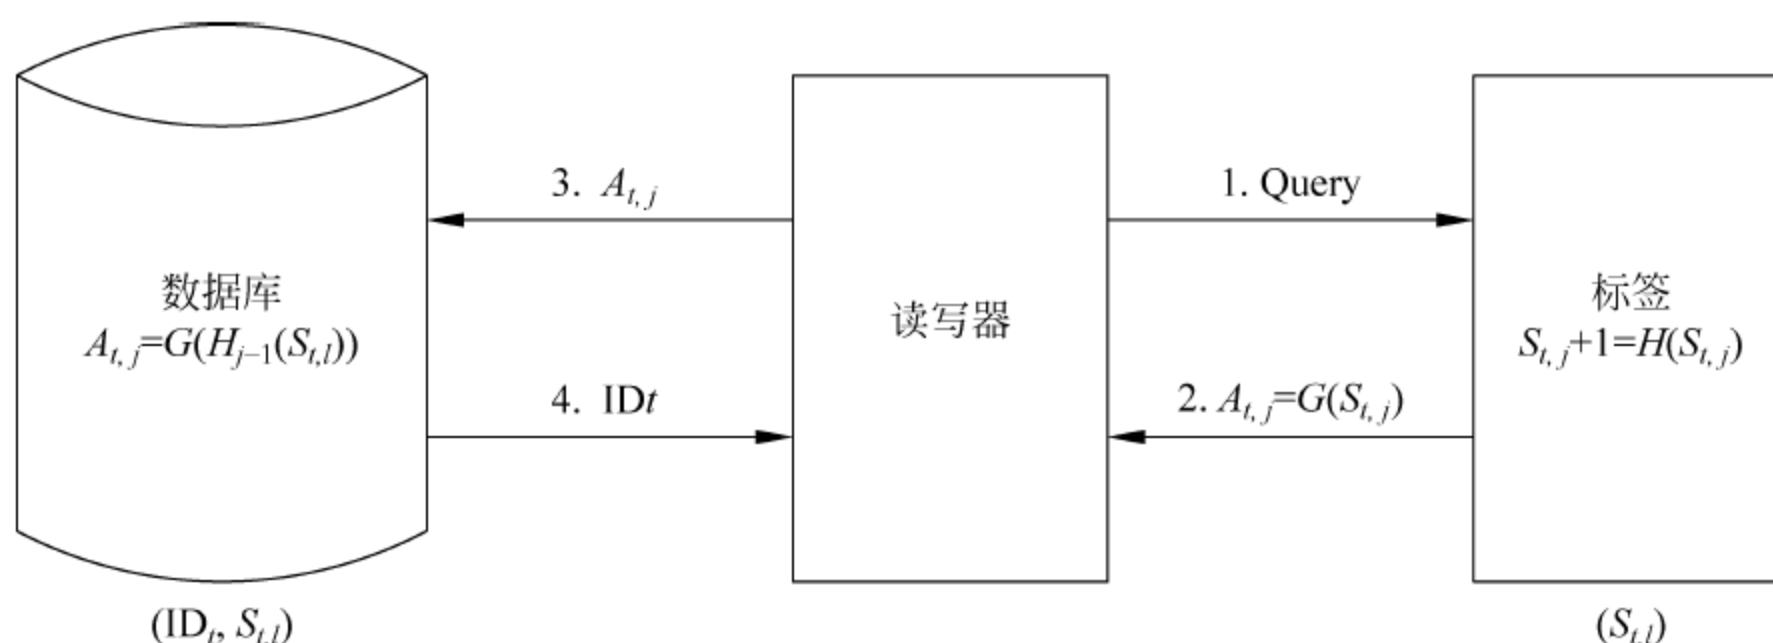 3. A_{t, j}
1. Query
数据库
A_{t, j}=G(H_{j–1}(S_{t,l}))
读写器
标签
S_{t, j}+1=H(S_{t, j})
4. IDt
2. A_{t, j}=G(S_{t, j})
(ID_t, S_{t,l})
(S_{t,l})